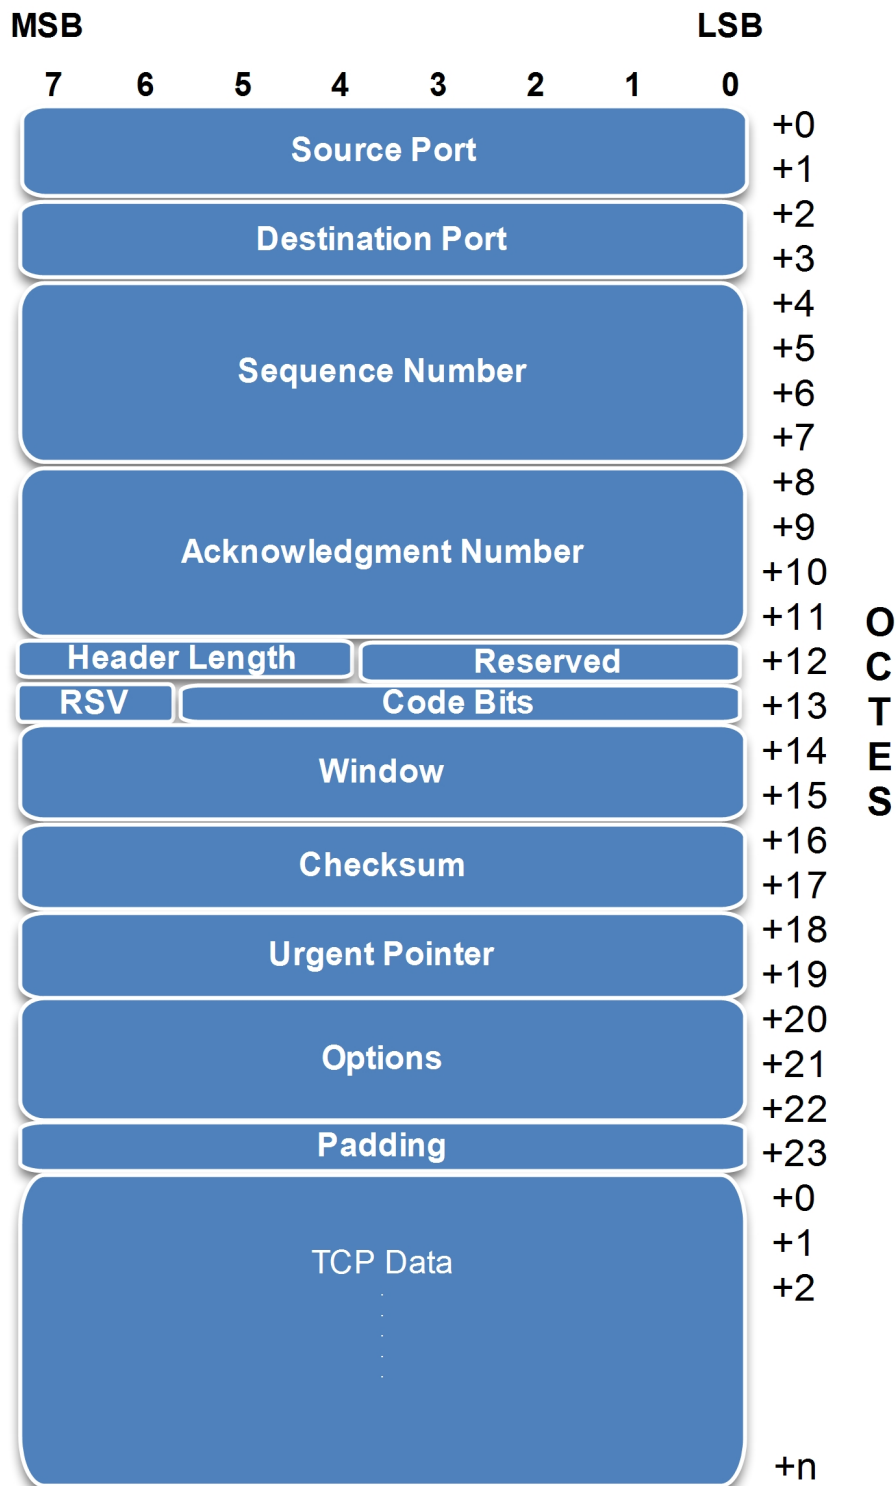 MSB LSB
7 6 5 4 3 2 1 0
Source Port
+0
+1
Destination Port
+2
+3
Sequence Number
+4
+5
+6
+7
Acknowledgment Number
+8
+9
+10
+11
Header Length Reserved +12
RSV Code Bits +13
Window
+14
+15
Checksum
+16
+17
Urgent Pointer
+18
+19
Options
+20
+21
+22
Padding +23
TCP Data
+0
+1
+2
+n
O
C
T
E
S